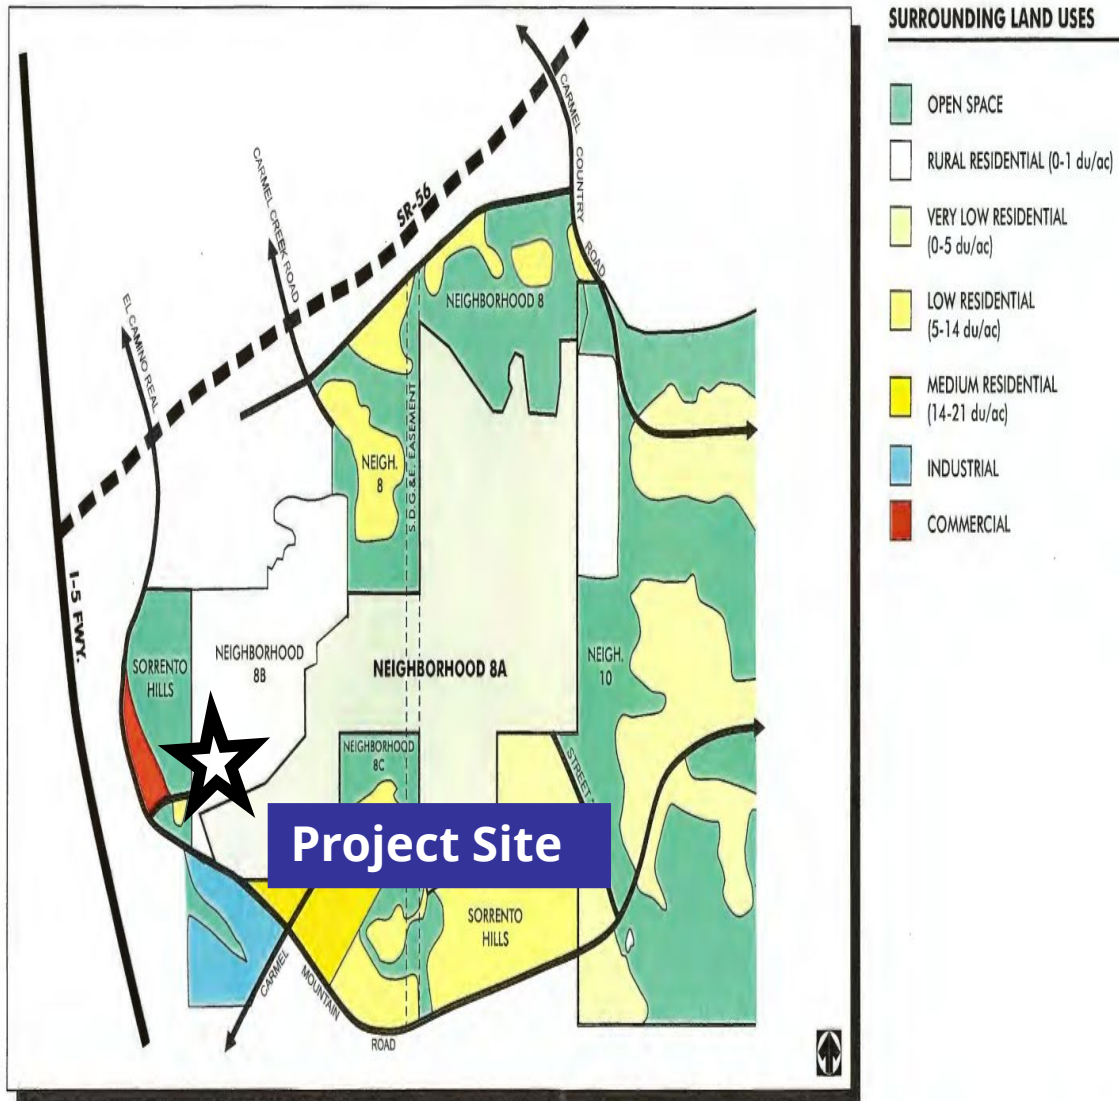 SURROUNDING LAND USES
OPEN SPACE
RURAL RESIDENTIAL (0-1 du/ac)
VERY LOW RESIDENTIAL
(0-5 du/ac)
LOW RESIDENTIAL
(5-14 du/ac)
MEDIUM RESIDENTIAL
(14-21 du/ac)
INDUSTRIAL
COMMERCIAL
CARMEL COUNTRY ROAD
SR-56
CARMEL CREEK ROAD
EL CAMINO REAL
I-5 FWY.
NEIGHBORHOOD 8
S.D.G.&E. EASEMENT
NEIGH.
8
NEIGHBORHOOD
8B
NEIGHBORHOOD 8A
NEIGH.
10
SORRENTO
HILLS
NEIGHBORHOOD
8C
STREET
Project Site
SORRENTO
HILLS
CARMEL MOUNTAIN ROAD